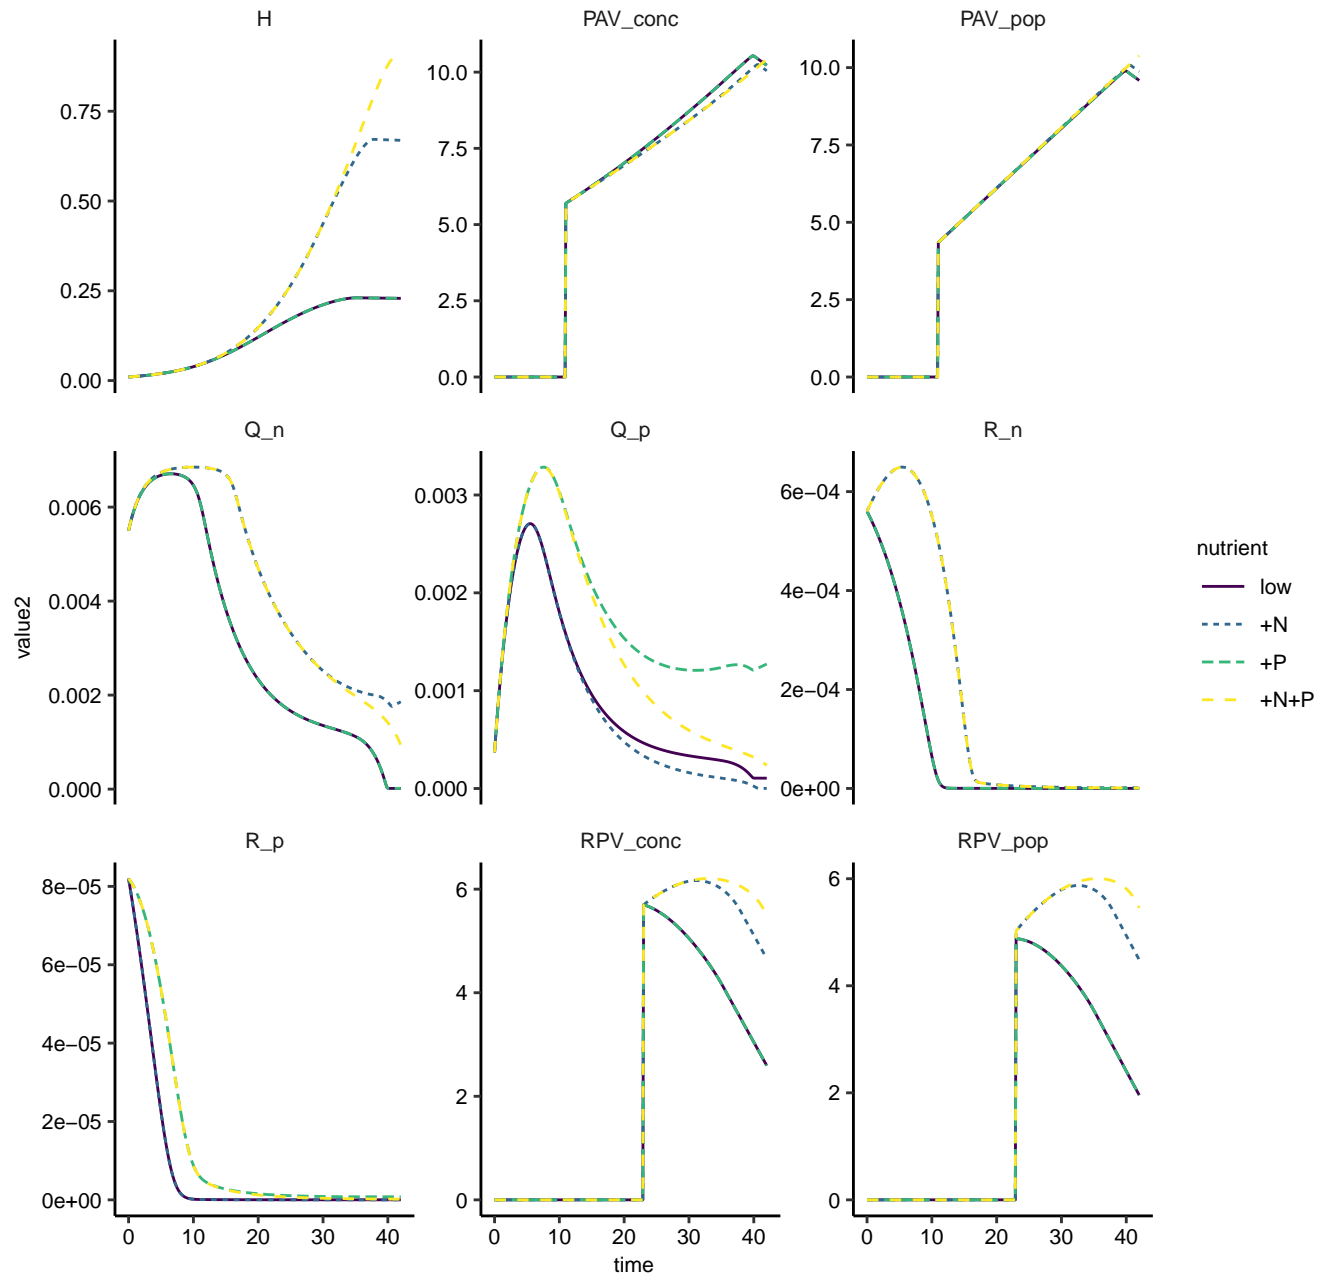 H
PAV_conc
PAV_pop
0.75
0.50
0.25
0.00
10.0
7.5
5.0
2.5
0.0
10.0
7.5
5.0
2.5
0.0
Q_n
Q_p
R_n
0.006
0.004
0.002
0.000
0.003
0.002
0.001
0.000
6e−04
4e−04
2e−04
0e+00
R_p
RPV_conc
RPV_pop
8e−05
6e−05
4e−05
2e−05
0e+00
6
4
2
0
6
4
2
0
0 10 20 30 40
0 10 20 30 40
0 10 20 30 40
time
value2
nutrient
low
+N
+P
+N+P